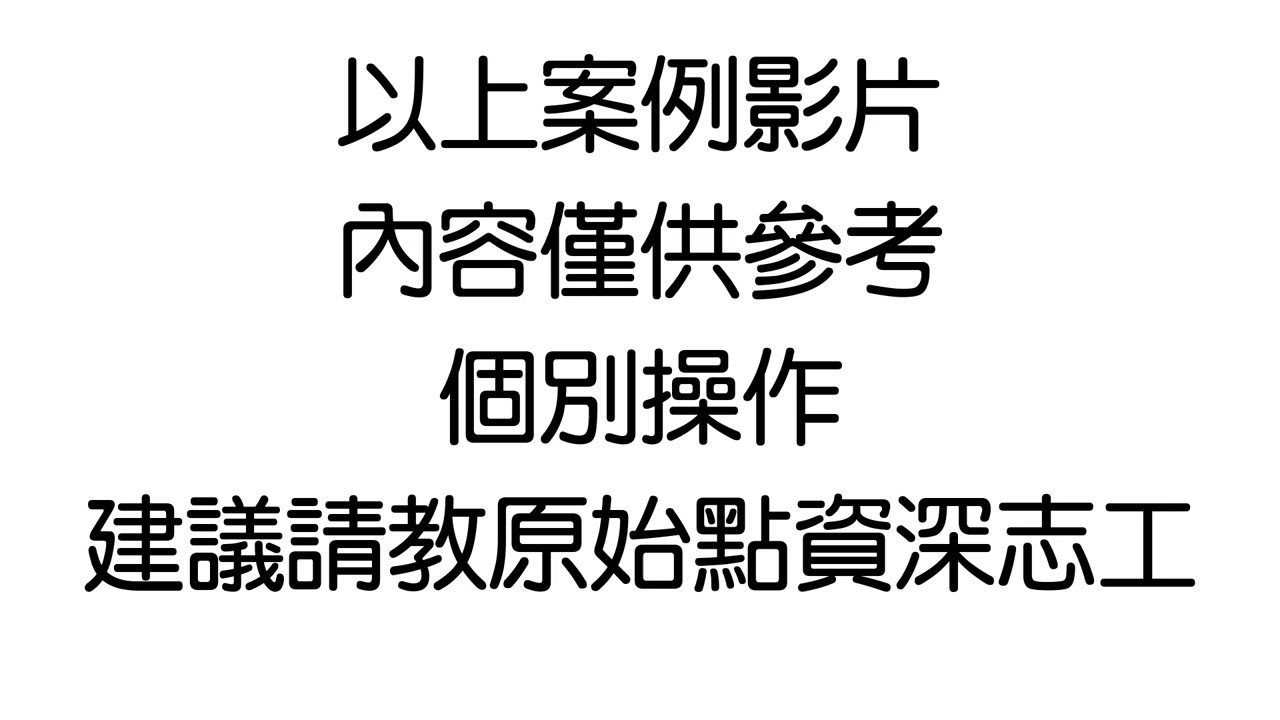 以上案例影片
內容僅供參考
個別操作
建議請教原始點資深志工